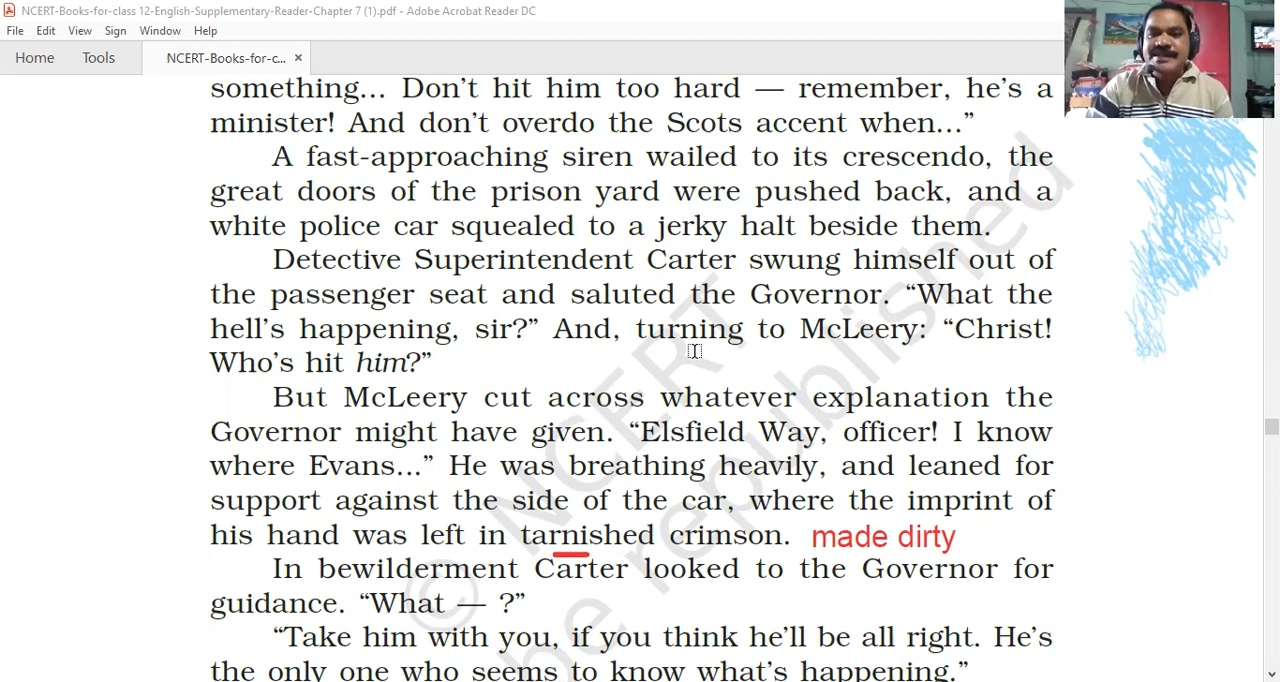 NCERT-Books-for-class 12-English-Supplementary-Reader-Chapter 7 (1).pdf - Adobe Acrobat Reader DC
File Edit View Sign Window Help
Home Tools NCERT-Books-for-c... ×
something... Don't hit him too hard — remember, he's a
minister! And don't overdo the Scots accent when...”
A fast-approaching siren wailed to its crescendo, the
great doors of the prison yard were pushed back, and a
white police car squealed to a jerky halt beside them.
Detective Superintendent Carter swung himself out of
the passenger seat and saluted the Governor. “What the
hell's happening, sir?” And, turning to McLeery: “Christ!
Who's hit him?”
But McLeery cut across whatever explanation the
Governor might have given. “Elsfield Way, officer! I know
where Evans...” He was breathing heavily, and leaned for
support against the side of the car, where the imprint of
his hand was left in tarnished crimson. made dirty
In bewilderment Carter looked to the Governor for
guidance. “What — ?”
“Take him with you, if you think he'll be all right. He's
the only one who seems to know what's happening.”
© NCERT
be republished